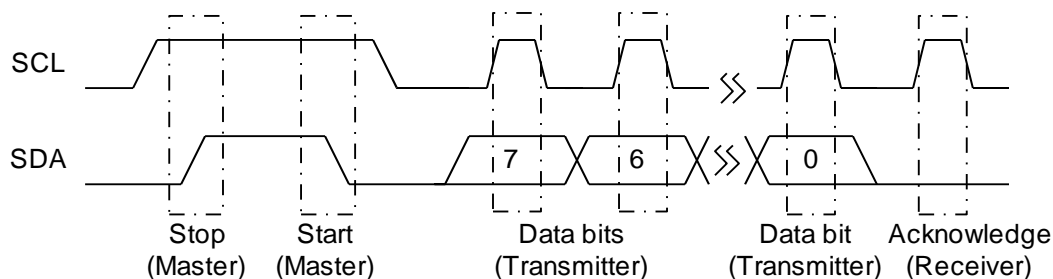 SCL
SDA
7 6 0
Stop Start Data bits Data bit Acknowledge
(Master) (Master) (Transmitter) (Transmitter) (Receiver)